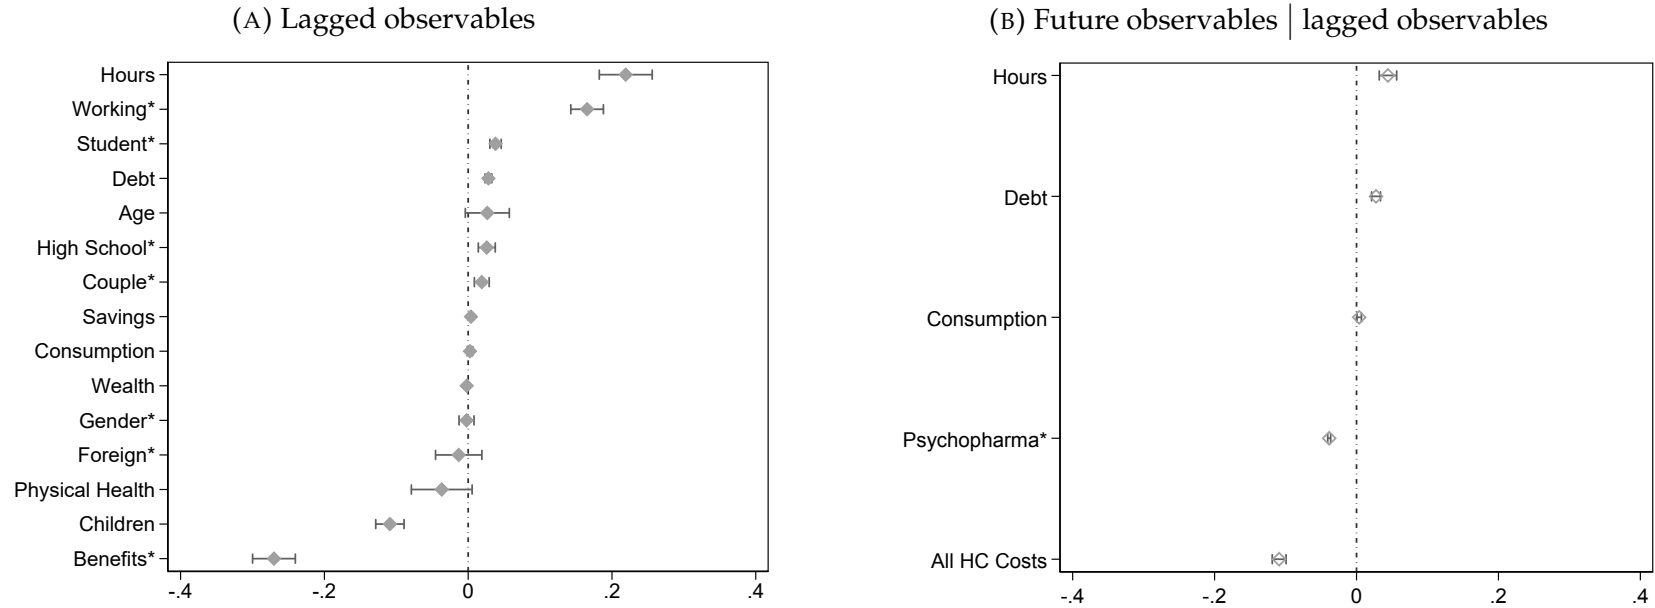 (A) Lagged observables
Hours
Working*
Student*
Debt
Age
High School*
Couple*
Savings
Consumption
Wealth
Gender*
Foreign*
Physical Health
Children
Benefits*
-.4 -.2 0 .2 .4
(B) Future observables | lagged observables
Hours
Debt
Consumption
Psychopharma*
All HC Costs
-.4 -.2 0 .2 .4